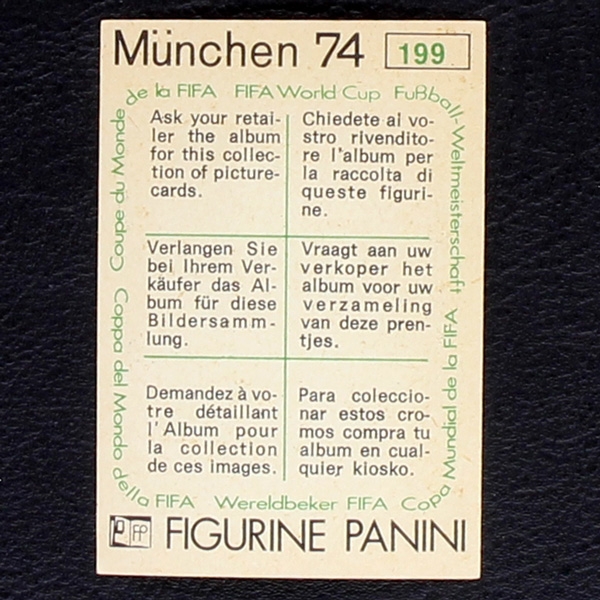 München 74 199
de la FIFA FIFA World Cup Fußball-Weltmeisterschaft
Ask your retai-
ler the album
for this collec-
tion of picture-
cards.
Chiedete ai vo-
stro rivendito-
re l'album per
la raccolta di
queste figuri-
ne.
Verlangen Sie
bei Ihrem Ver-
käufer das Al-
bum für diese
Bildersamm-
lung.
Vraagt aan uw
verkoper het
album voor uw
verzameling
van deze pren-
tjes.
Demandez à vo-
tre détaillant
l'Album pour
la collection
de ces images.
Para coleccio-
nar estos cro-
mos compra tu
album en cual-
quier kiosko.
Coupe du Monde
Coppa del Mondo
Copa Mundial de la FIFA
della FIFA Wereldbeker FIFA
FP FIGURINE PANINI